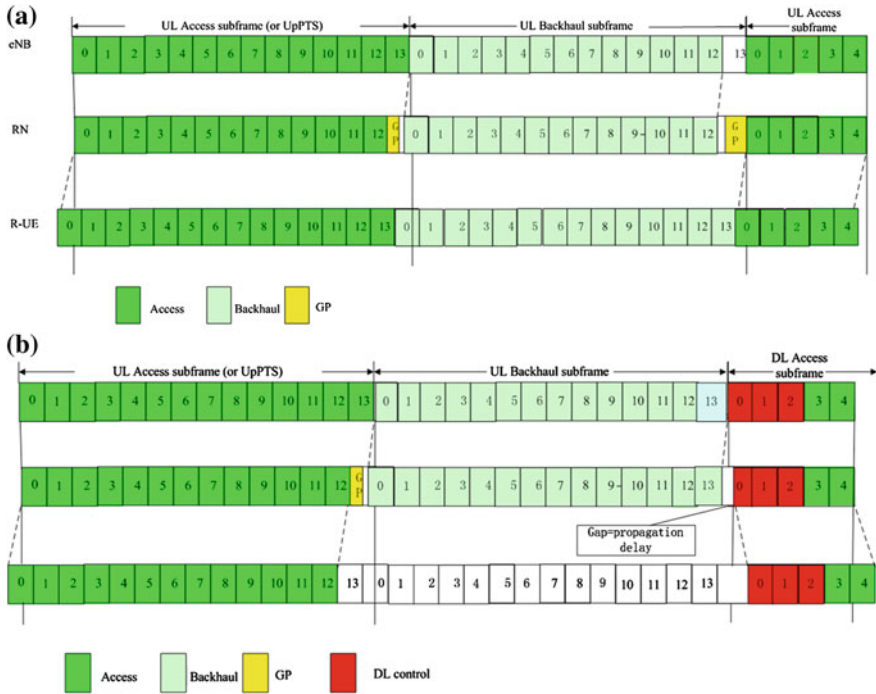 (a)
UL Access subframe (or UpPTS) UL Backhaul subframe UL Access subframe
eNB 0 1 2 3 4 5 6 7 8 9 10 11 12 13 0 1 2 3 4 5 6 7 8 9 10 11 12 13 0 1 2 3 4
RN 0 1 2 3 4 5 6 7 8 9 10 11 12 GP 0 1 2 3 4 5 6 7 8 9- 10 11 12 GP 0 1 2 3 4
R-UE 0 1 2 3 4 5 6 7 8 9 10 11 12 13 0 1 2 3 4 5 6 7 8 9 10 11 12 13 0 1 2 3 4
Access Backhaul GP
(b)
UL Access subframe (or UpPTS) UL Backhaul subframe DL Access subframe
0 1 2 3 4 5 6 7 8 9 10 11 12 13 0 1 2 3 4 5 6 7 8 9 10 11 12 13 0 1 2 3 4
0 1 2 3 4 5 6 7 8 9 10 11 12 GP 0 1 2 3 4 5 6 7 8 9- 10 11 12 13 0 1 2 3 4
Gap=propagation
delay
0 1 2 3 4 5 6 7 8 9 10 11 12 13 0 1 2 3 4 5 6 7 8 9 10 11 12 13 0 1 2 3 4
Access Backhaul GP DL control